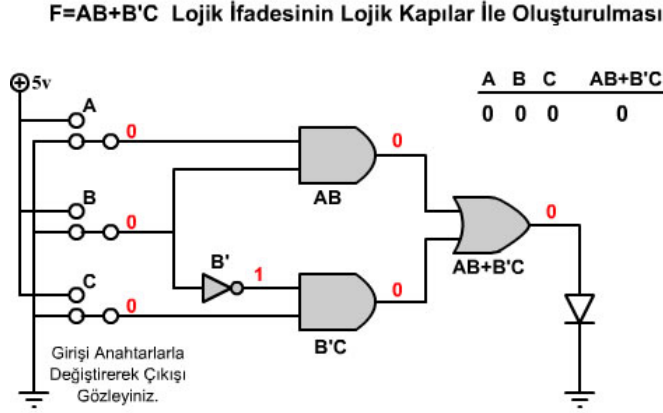 F=AB+B'C Lojik İfadesinin Lojik Kapılar İle Oluşturulması
5v
A B C AB+B'C
0 0 0 0
A
0
0
AB
B
0
0
AB+B'C
B'
1
C
0
0
B'C
Girişi Anahtarlarla
Değiştirerek Çıkışı
Gözleyiniz.